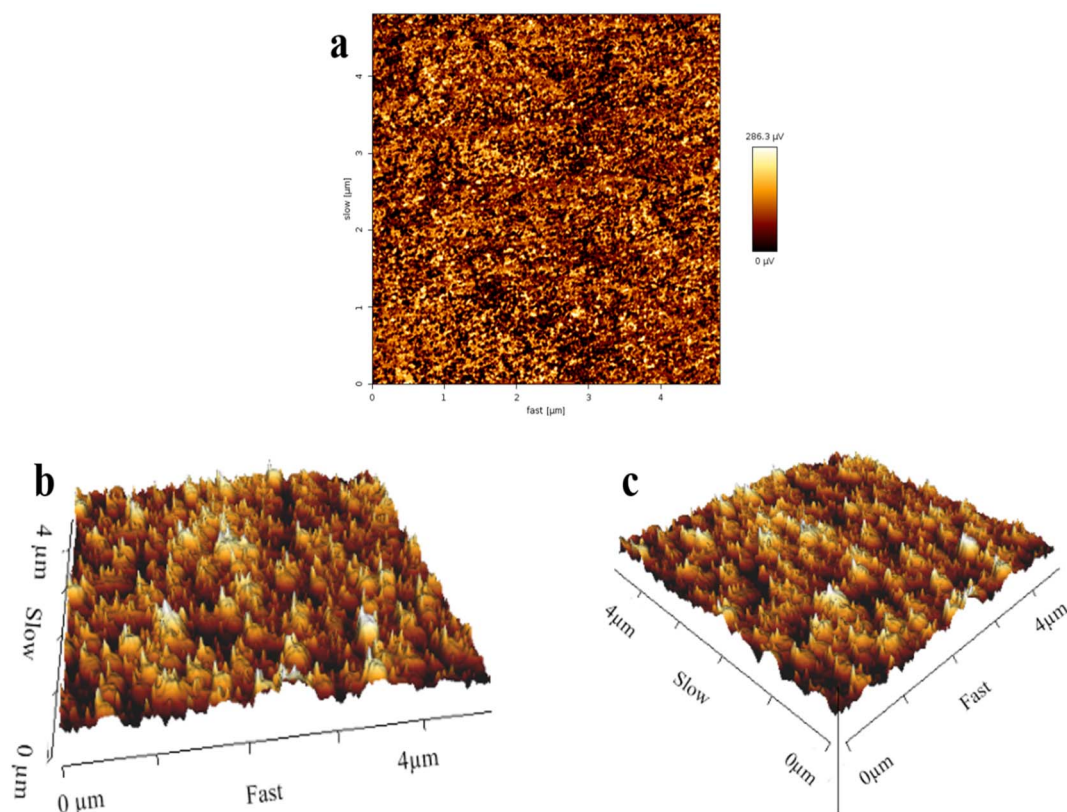 a
286.3 µV
0 µV
slow [µm]
4
3
2
1
0
0 1 2 3 4
fast [µm]
b
4 µm
Slow
0 µm
0 µm
Fast
4µm
c
4µm
Slow
0µm
0µm
Fast
4µm